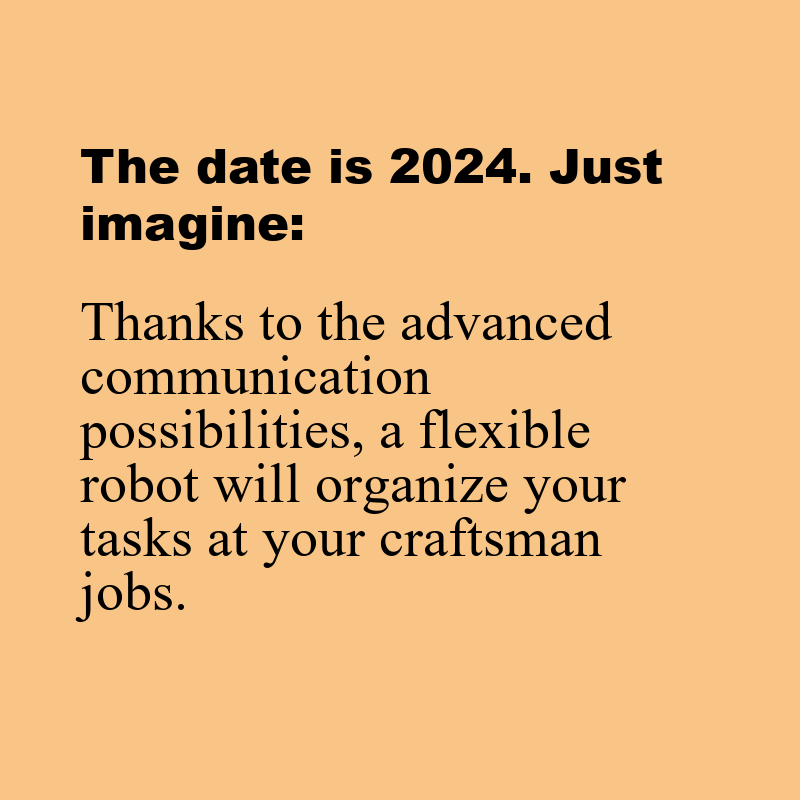 The date is 2024. Just
imagine:
Thanks to the advanced
communication
possibilities, a flexible
robot will organize your
tasks at your craftsman
jobs.